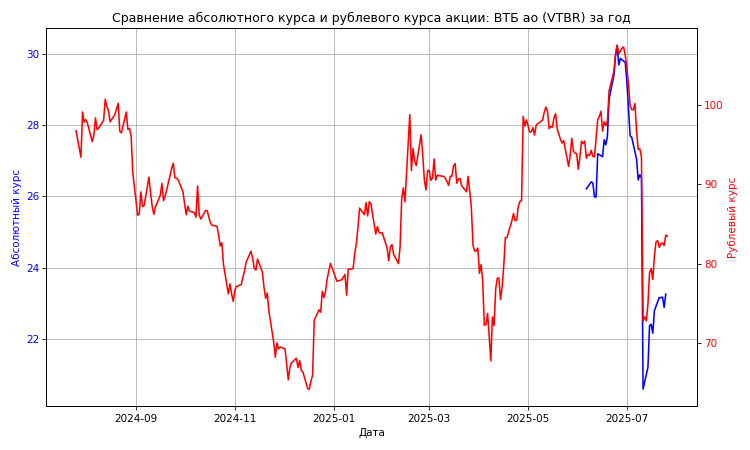 Сравнение абсолютного курса и рублевого курса акции: ВТБ ао (VTBR) за год
30
28
26
24
22
Абсолютный курс
100
90
80
70
Рублевый курс
2024-09 2024-11 2025-01 2025-03 2025-05 2025-07
Дата